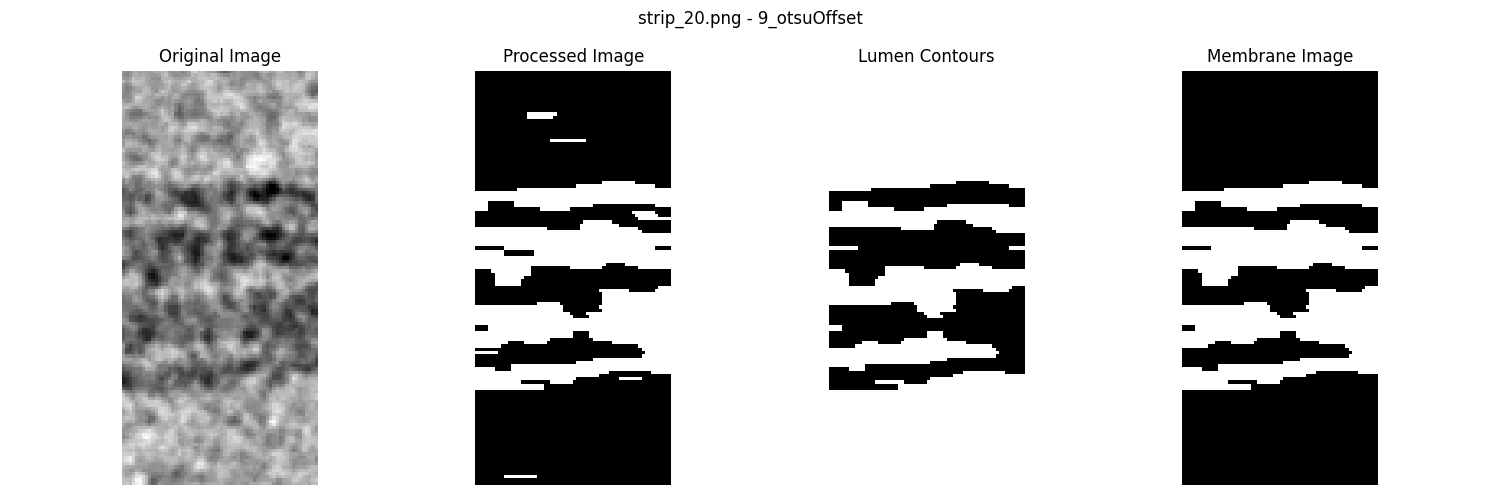 strip_20.png - 9_otsuOffset
Original Image
Processed Image
Lumen Contours
Membrane Image